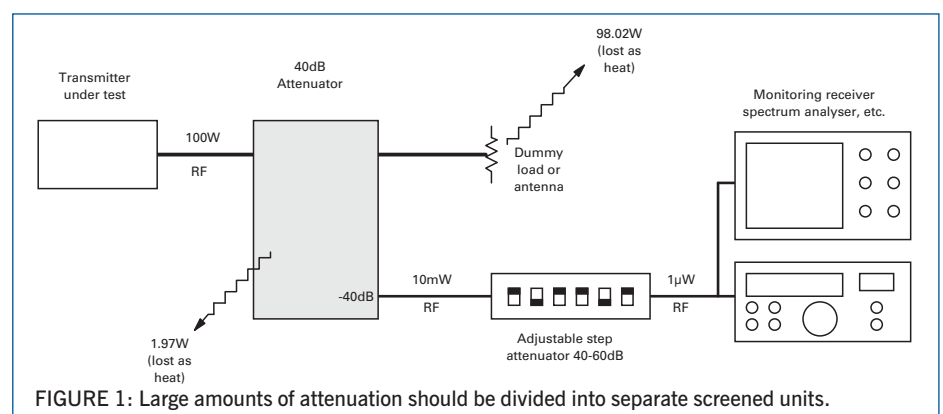 98.02W
(lost as
heat)
Transmitter
under test
40dB
Attenuator
Monitoring receiver
spectrum analyser, etc.
100W
RF
Dummy
load or
antenna
-40dB
10mW
RF
1µW
RF
1.97W
(lost as
heat)
Adjustable step
attenuator 40-60dB
FIGURE 1: Large amounts of attenuation should be divided into separate screened units.